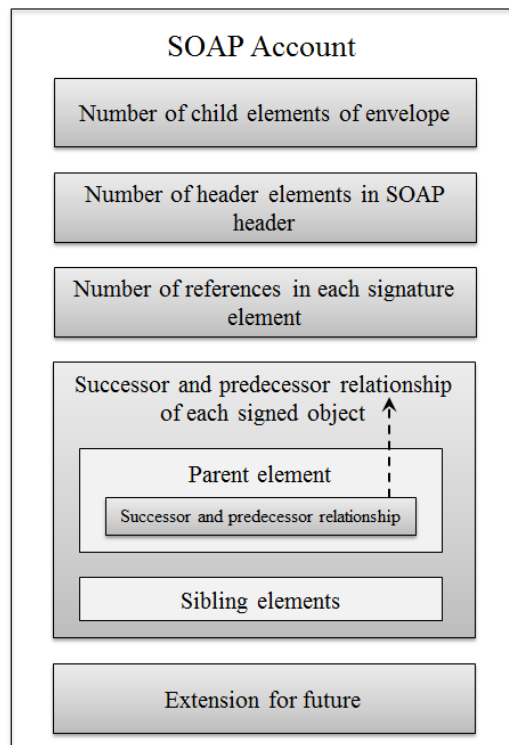 SOAP Account
Number of child elements of envelope
Number of header elements in SOAP
header
Number of references in each signature
element
Successor and predecessor relationship
of each signed object
Parent element
Successor and predecessor relationship
Sibling elements
Extension for future